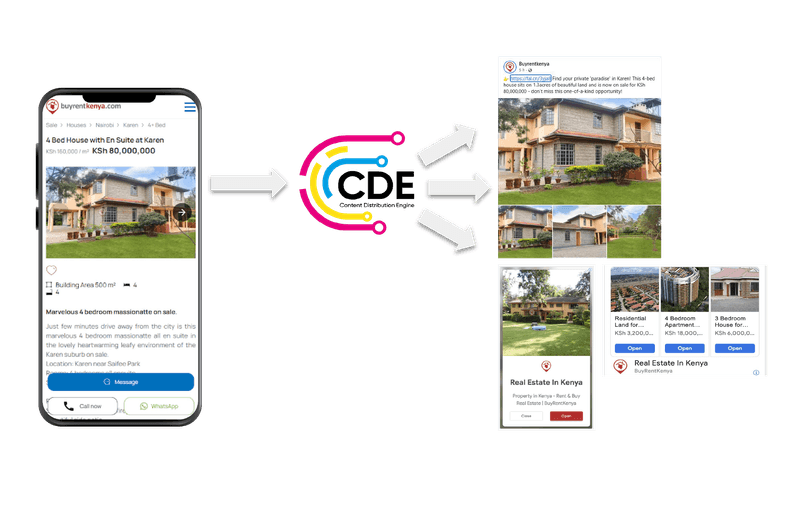 buyrentkenya.com
Sale > Houses > Nairobi > Karen > 4+ Bed
4 Bed House with En Suite at Karen
KSh 160,000 / m² KSh 80,000,000
Building Area 500 m² 4
4
Marvelous 4 bedroom massionatte on sale.
Just few minutes drive away from the city is this
marvelous 4 bedroom massionatte all en suite in
the lovely heartwarming leafy environment of the
Karen suburb on sale.
Location: Karen near Saifee Park
Message
Call now
WhatsApp
CDE
Content Distribution Engine
Buyrentkenya
Find your private 'paradise' in Karen! This 4-bed
house sits on 1.2acres of beautiful land and is now on sale for KSh
80,000,000 - don't miss this one-of-a-kind opportunity!
Real Estate In Kenya
Property in Kenya - Rent & Buy
Real Estate | BuyRentKenya
Close
Open
Residential
Land for...
KSh 3,200,0...
Open
4 Bedroom
Apartment...
KSh 18,000,...
Open
3 Bedroom
House for...
KSh 6,000,0...
Open
Real Estate In Kenya
BuyRentKenya